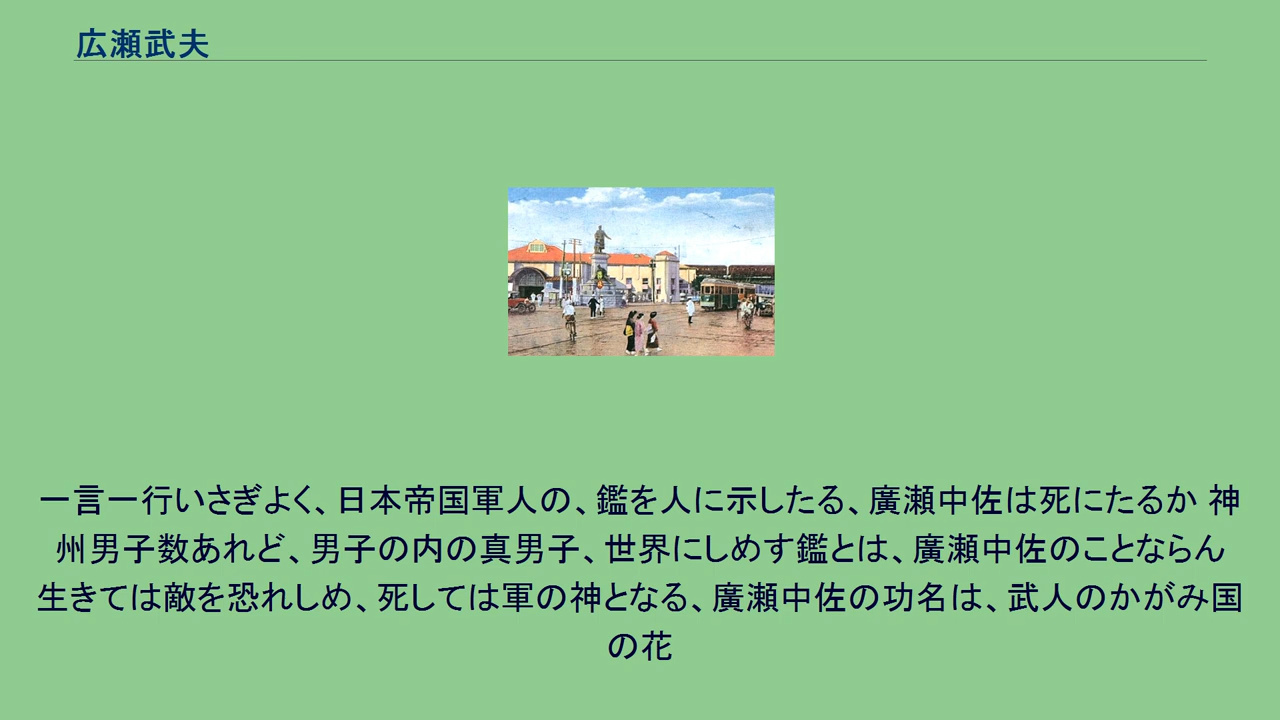 広瀬武夫
一言一行いさぎよく、日本帝国軍人の、鑑を人に示したる、廣瀬中佐は死にたるか 神
州男子数あれど、男子の内の真男子、世界にしめす鑑とは、廣瀬中佐のことならん
生きては敵を恐れしめ、死しては軍の神となる、廣瀬中佐の功名は、武人のかがみ国
の花